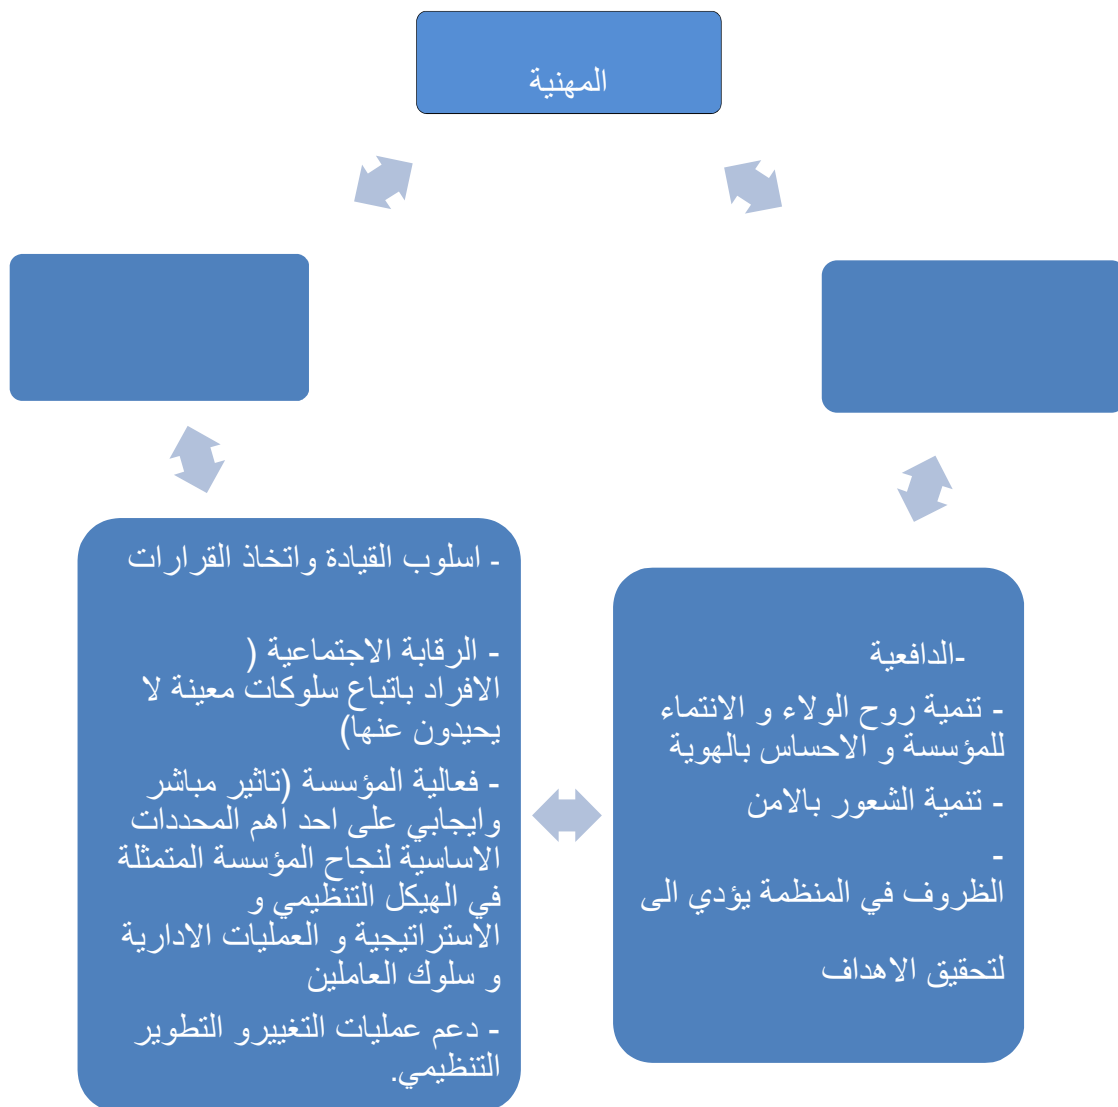 المهنية
-الدافعية
- تنمية روح الولاء و الانتماء
للمؤسسة و الاحساس بالهوية
- تنمية الشعور بالامن
-
الظروف في المنظمة يؤدي الى
لتحقيق الاهداف
- اسلوب القيادة واتخاذ القرارات
- الرقابة الاجتماعية (
الافراد باتباع سلوكات معينة لا
يحيدون عنها)
- فعالية المؤسسة (تاثير مباشر
وايجابي على احد اهم المحددات
الاساسية لنجاح المؤسسة المتمثلة
في الهيكل التنظيمي و
الاستراتيجية و العمليات الادارية
و سلوك العاملين
- دعم عمليات التغييرو التطوير
التنظيمي.